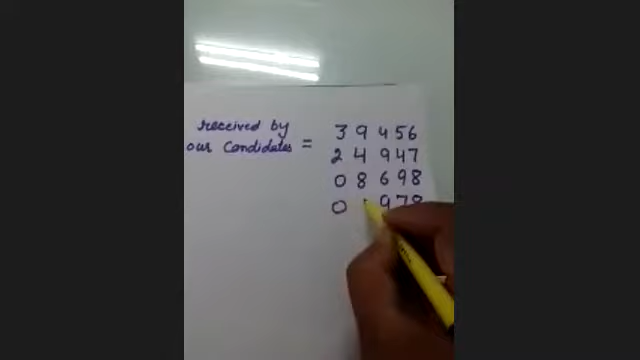 received by
our Candidates = 3 9 4 5 6
2 4 9 4 7
0 8 6 9 8
0 9 7 8